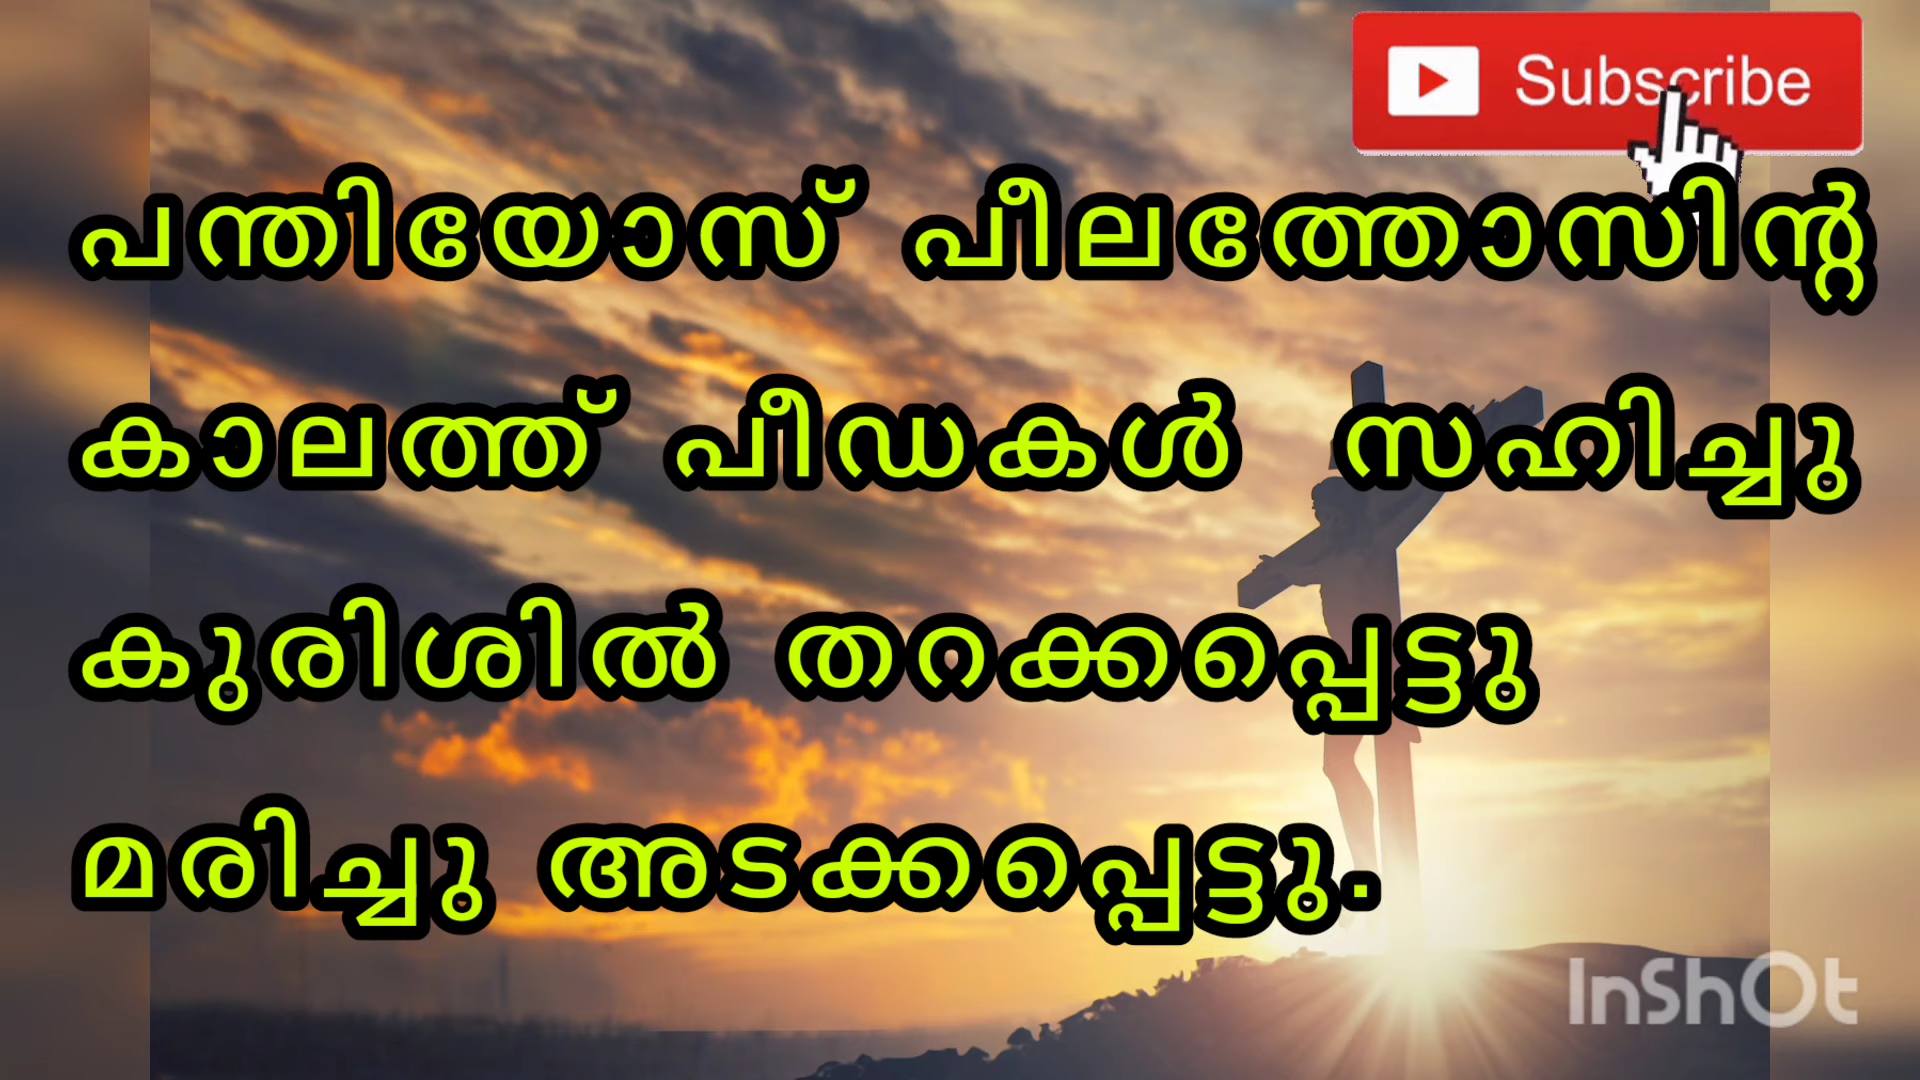 Subscribe
പന്തിയോസ് പീലത്തോസിന്റ
കാലത്ത് പീഡകൾ സഹിച്ചു
കുരിശിൽ തറക്കപ്പെട്ടു
മരിച്ചു അടക്കപ്പെട്ടു.
InShOt